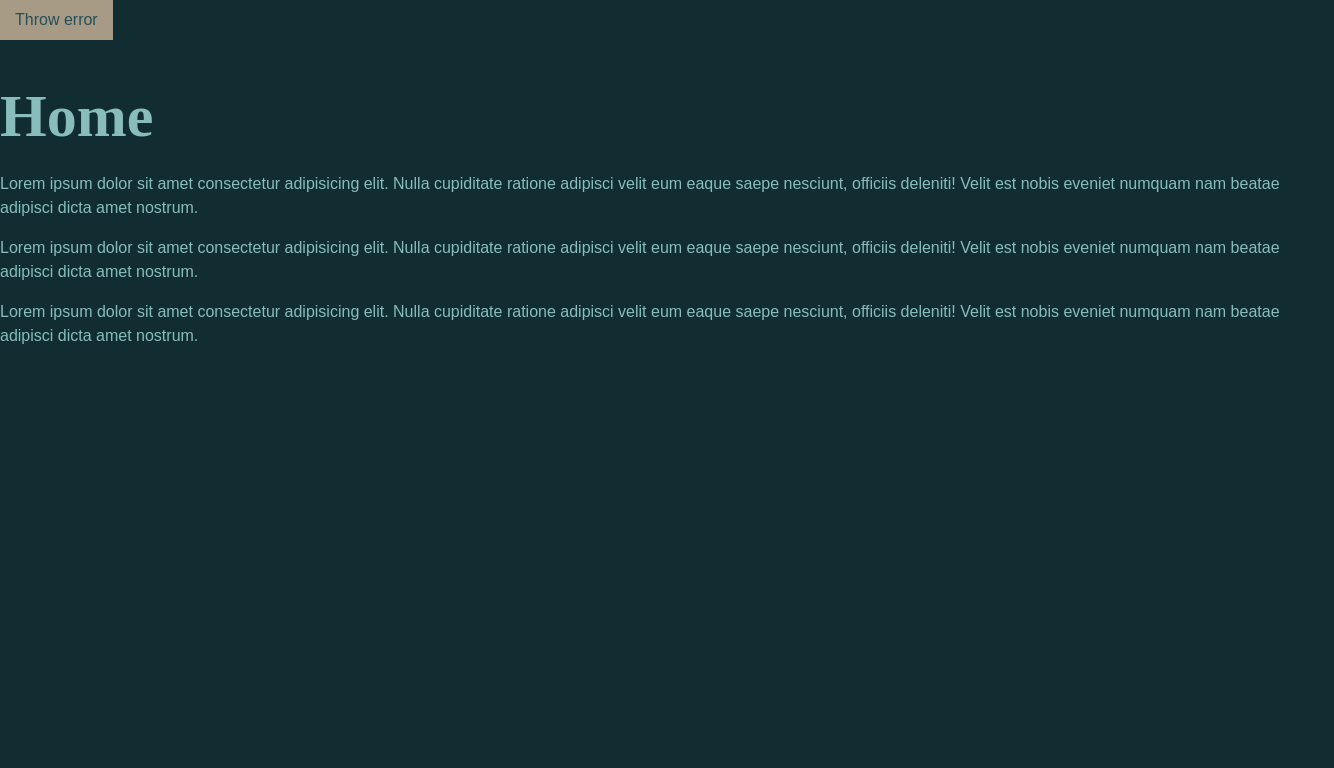 Throw error
Home
Lorem ipsum dolor sit amet consectetur adipisicing elit. Nulla cupiditate ratione adipisci velit eum eaque saepe nesciunt, officiis deleniti! Velit est nobis eveniet numquam nam beatae
adipisci dicta amet nostrum.
Lorem ipsum dolor sit amet consectetur adipisicing elit. Nulla cupiditate ratione adipisci velit eum eaque saepe nesciunt, officiis deleniti! Velit est nobis eveniet numquam nam beatae
adipisci dicta amet nostrum.
Lorem ipsum dolor sit amet consectetur adipisicing elit. Nulla cupiditate ratione adipisci velit eum eaque saepe nesciunt, officiis deleniti! Velit est nobis eveniet numquam nam beatae
adipisci dicta amet nostrum.